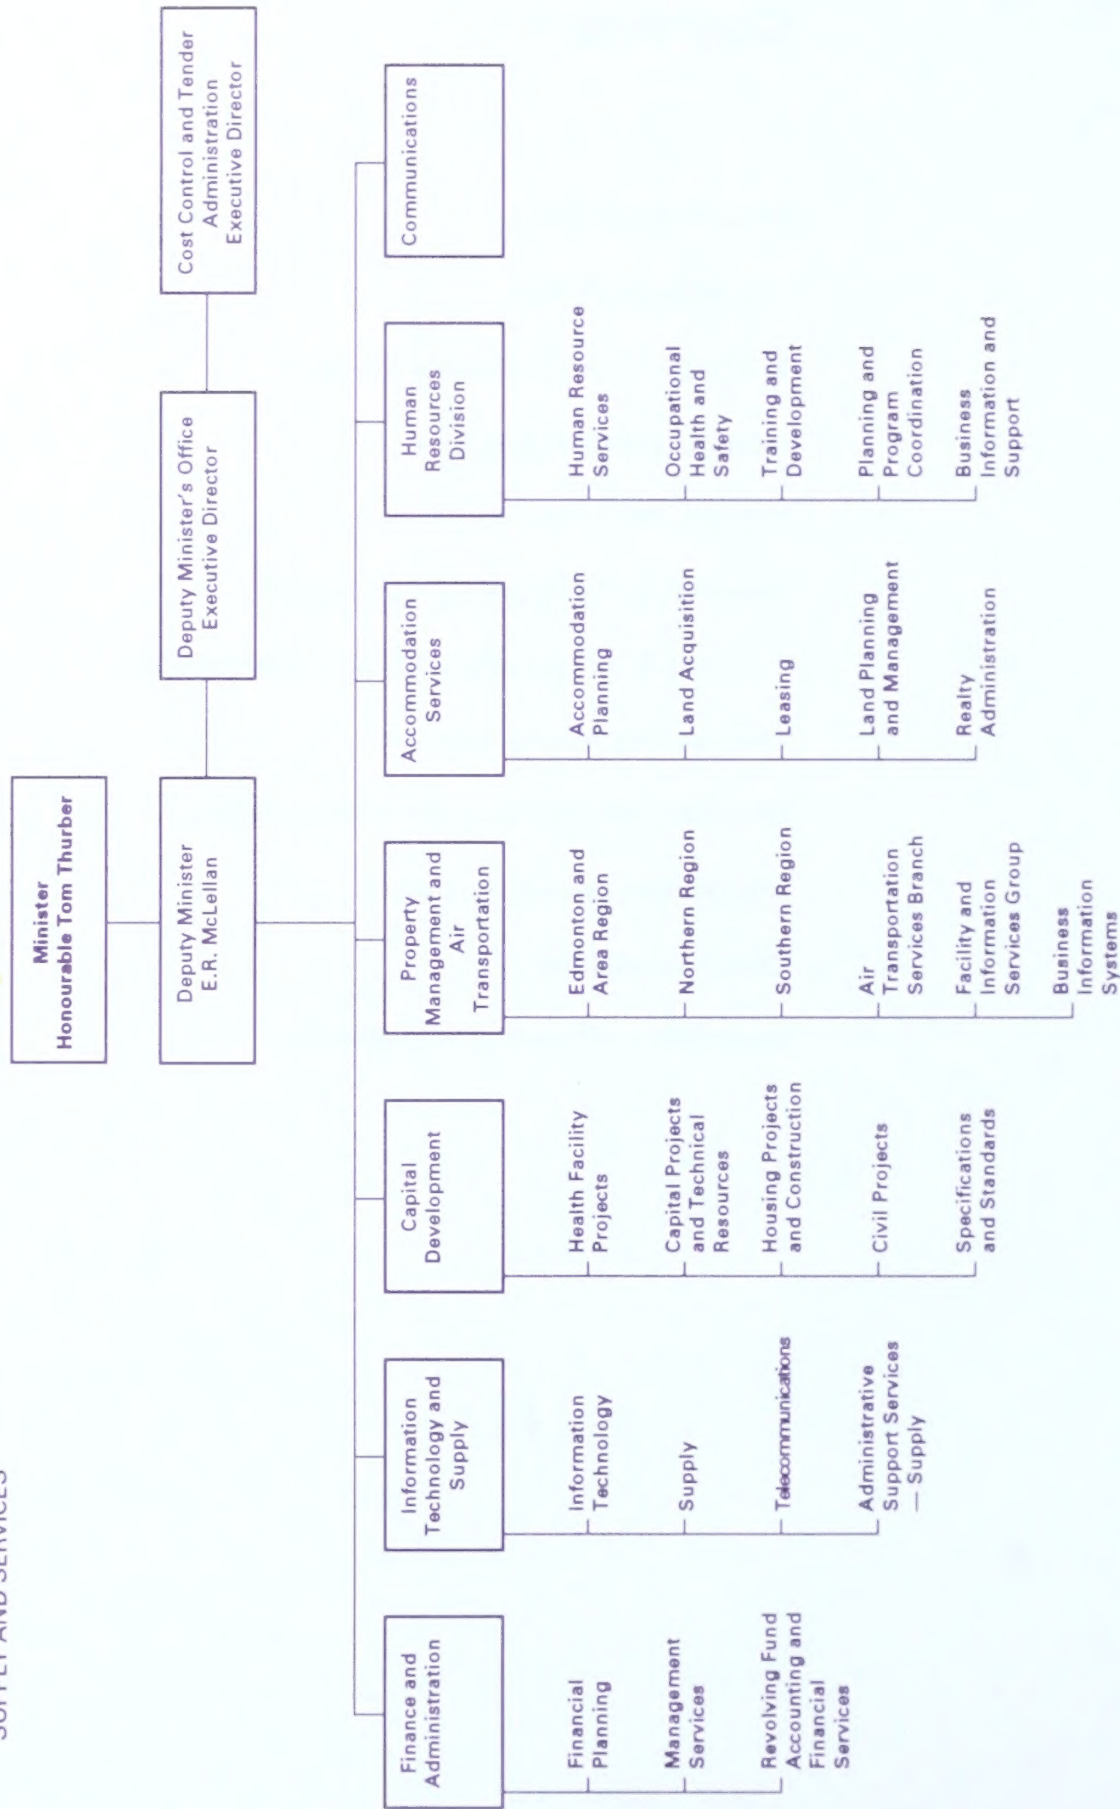 SUPPLY AND SERVICES
Minister
Honourable Tom Thurber
Deputy Minister
E.R. McLellan
Deputy Minister's Office
Executive Director
Cost Control and Tender
Administration
Executive Director
Finance and
Administration
Financial
Planning
Management
Services
Revolving Fund
Accounting and
Financial
Services
Information
Technology and
Supply
Information
Technology
Supply
Telecommunications
Administrative
Support Services
— Supply
Capital
Development
Health Facility
Projects
Capital Projects
and Technical
Resources
Housing Projects
and Construction
Civil Projects
Specifications
and Standards
Property
Management and
Air
Transportation
Edmonton and
Area Region
Northern Region
Southern Region
Air
Transportation
Services Branch
Facility and
Information
Services Group
Business
Information
Systems
Accommodation
Services
Accommodation
Planning
Land Acquisition
Leasing
Land Planning
and Management
Realty
Administration
Human
Resources
Division
Human Resource
Services
Occupational
Health and
Safety
Training and
Development
Planning and
Program
Coordination
Business
Information and
Support
Communications